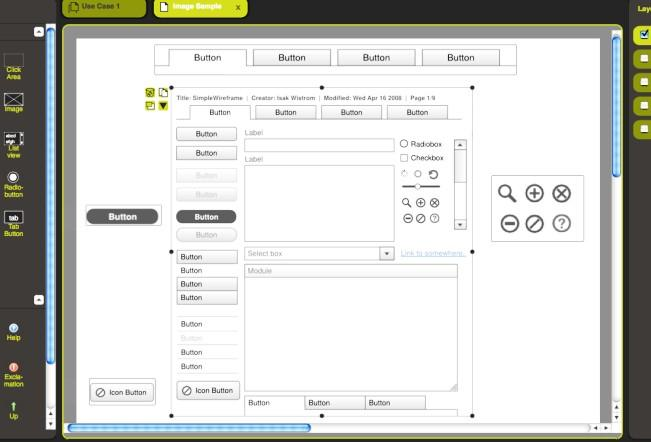 Use Case 1
Image Sample x
Click
Area
Image
List
view
Radio-
button
tab
Tab
Button
Help
Excla-
mation
Up
Button Button Button Button
Title: SimpleWireframe | Creator: Isak Wistrom | Modified: Wed Apr 16 2008 | Page 1:9
Button Button Button Button
Button
Button
Button
Button
Button
Button
Label
Label
Radiobox
Checkbox
Button
Button
Button
Button
Select box
Link to somewhere.
Module
Button
Button
Button
Button
Button
Icon Button
Button Button Button
Button
Icon Button